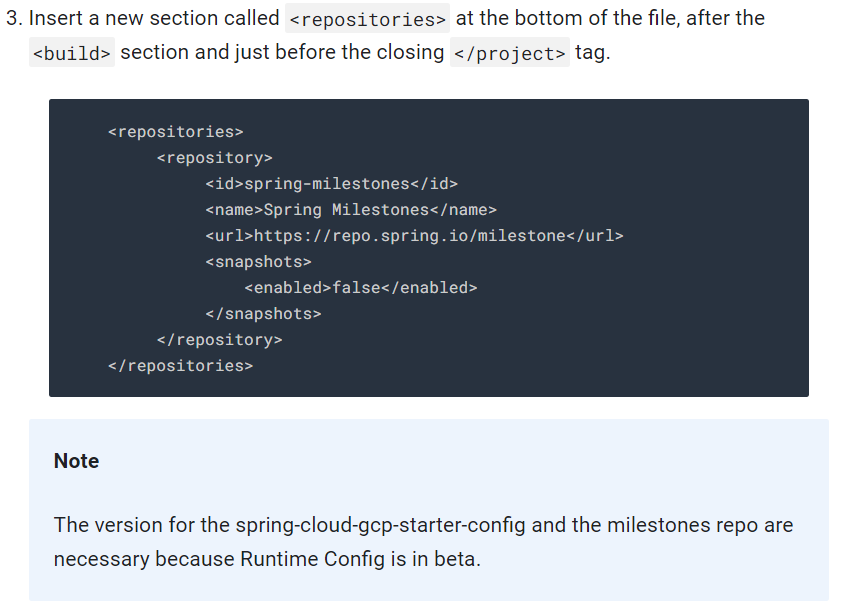 3. Insert a new section called <repositories> at the bottom of the file, after the
<build> section and just before the closing </project> tag.
<repositories>
<repository>
<id>spring-milestones</id>
<name>Spring Milestones</name>
<url>https://repo.spring.io/milestone</url>
<snapshots>
<enabled>false</enabled>
</snapshots>
</repository>
</repositories>
Note
The version for the spring-cloud-gcp-starter-config and the milestones repo are
necessary because Runtime Config is in beta.